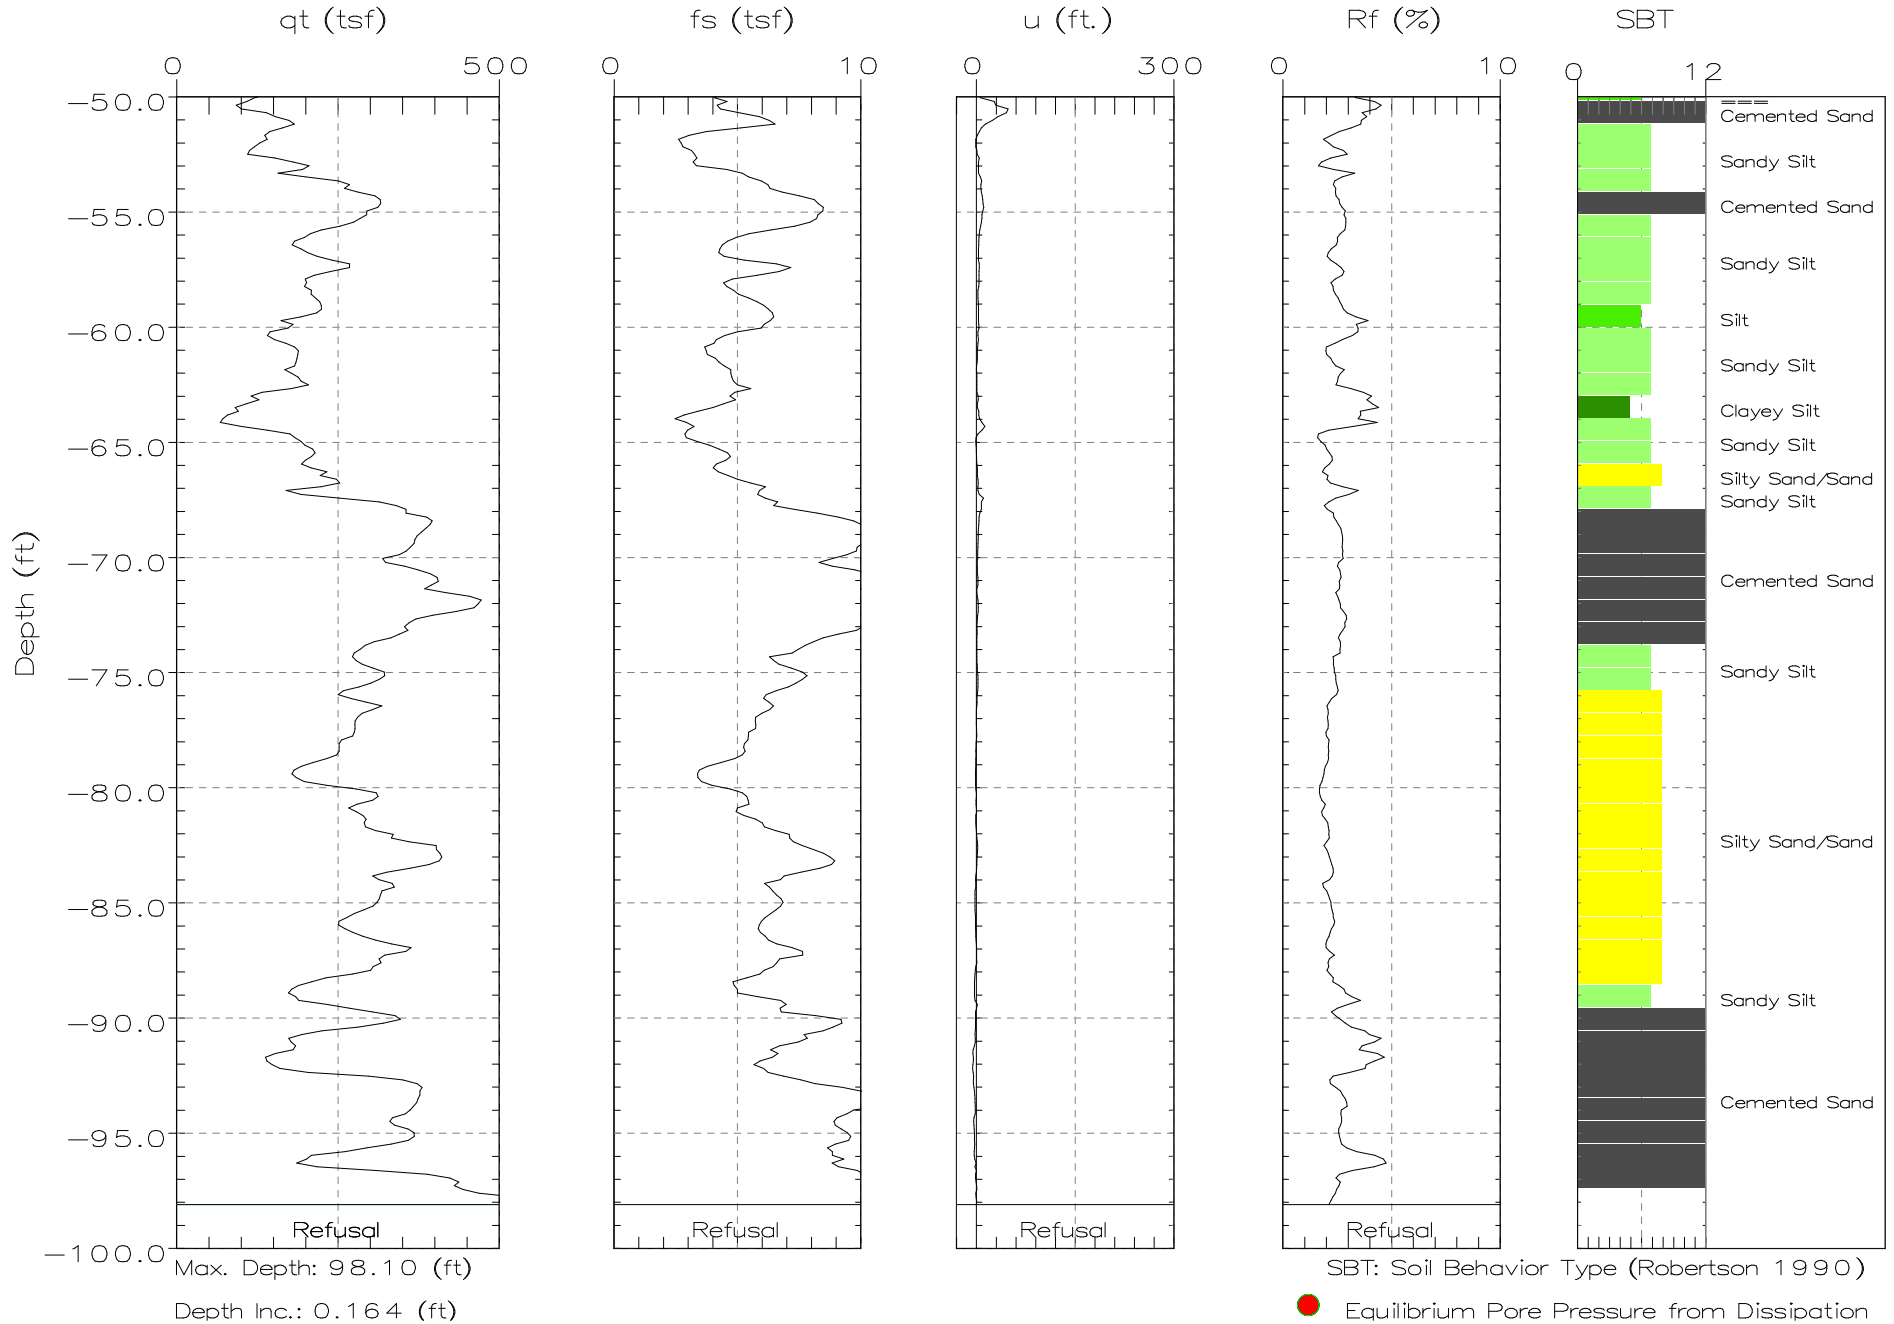 qt (tsf) fs (tsf) u (ft.) Rf (%) SBT
0 500 0 10 0 300 0 10 0 12
Depth (ft)
-50.0
-55.0
-60.0
-65.0
-70.0
-75.0
-80.0
-85.0
-90.0
-95.0
-100.0
===
Cemented Sand
Sandy Silt
Cemented Sand
Sandy Silt
Silt
Sandy Silt
Clayey Silt
Sandy Silt
Silty Sand/Sand
Sandy Silt
Cemented Sand
Sandy Silt
Silty Sand/Sand
Sandy Silt
Cemented Sand
Refusal Refusal Refusal Refusal
Max. Depth: 98.10 (ft)
Depth Inc.: 0.164 (ft)
SBT: Soil Behavior Type (Robertson 1990)
Equilibrium Pore Pressure from Dissipation